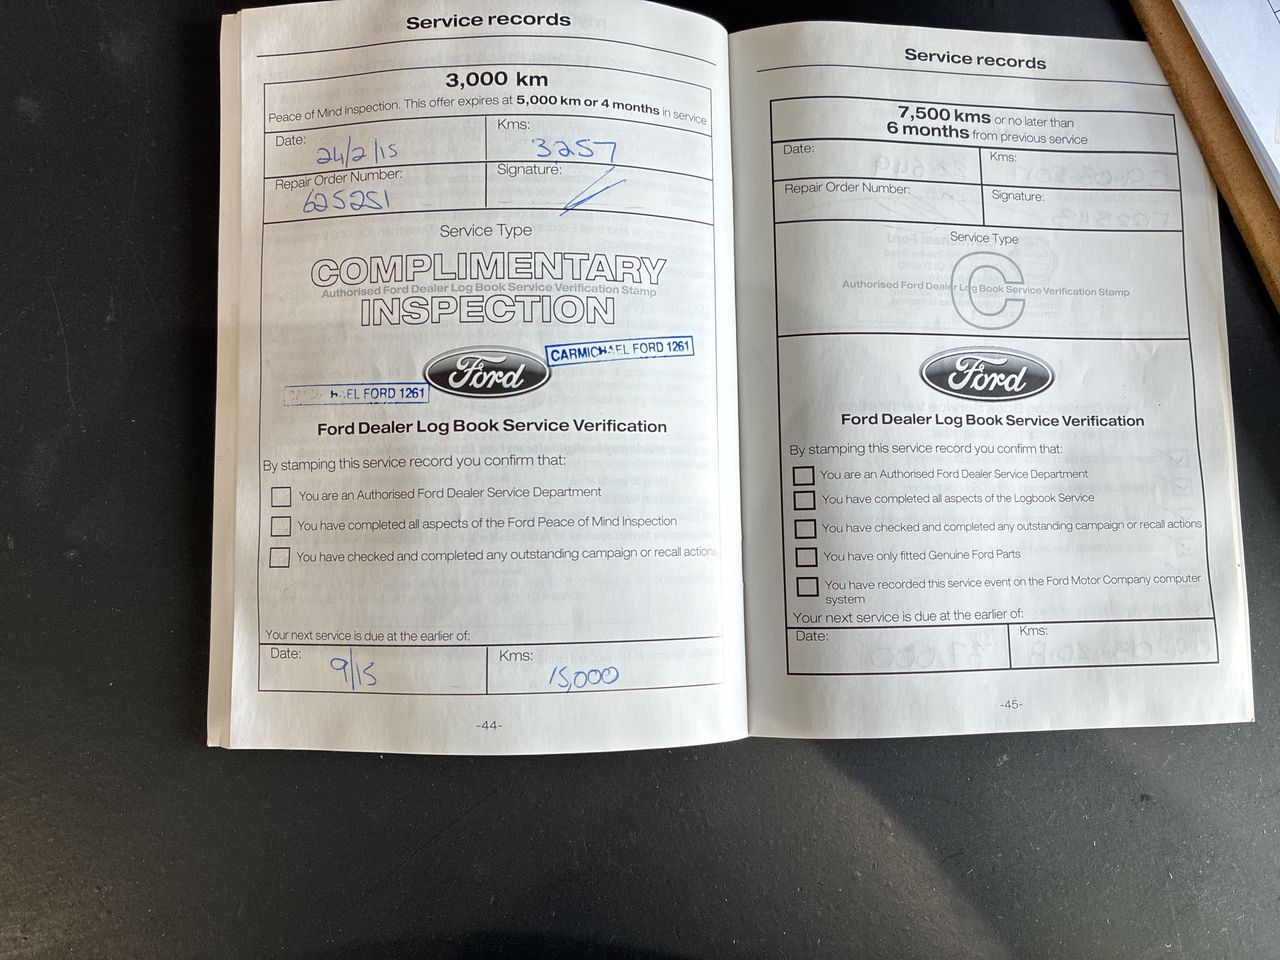 Service records
3,000 km
Peace of Mind Inspection. This offer expires at 5,000 km or 4 months in service
Date: 24/2/15
Kms: 3257
Repair Order Number: 625251
Signature:
Service Type
COMPLIMENTARY
Authorised Ford Dealer Log Book Service Verification Stamp
INSPECTION
CARMICHAEL FORD 1261
Ford
EL FORD 1261
Ford Dealer Log Book Service Verification
By stamping this service record you confirm that:
You are an Authorised Ford Dealer Service Department
You have completed all aspects of the Ford Peace of Mind Inspection
You have checked and completed any outstanding campaign or recall actions
Your next service is due at the earlier of:
Date: 9/15
Kms: 15,000
-44-
Service records
7,500 kms or no later than
6 months from previous service
Date:
Kms:
Repair Order Number:
Signature:
Service Type
C
Authorised Ford Dealer Log Book Service Verification Stamp
Ford
Ford Dealer Log Book Service Verification
By stamping this service record you confirm that:
You are an Authorised Ford Dealer Service Department
You have completed all aspects of the Logbook Service
You have checked and completed any outstanding campaign or recall actions
You have only fitted Genuine Ford Parts
You have recorded this service event on the Ford Motor Company computer
system
Your next service is due at the earlier of:
Date:
Kms:
-45-